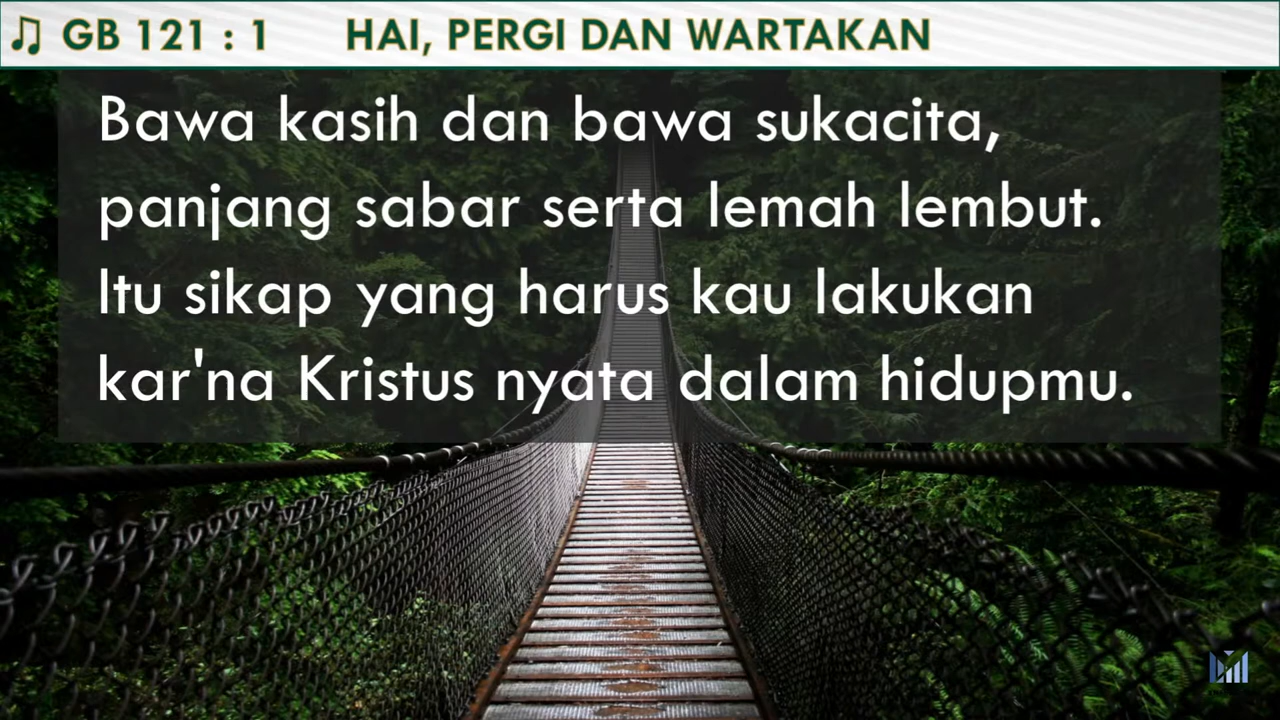 ♫ GB 121 : 1 HAI, PERGI DAN WARTAKAN
Bawa kasih dan bawa sukacita,
panjang sabar serta lemah lembut.
Itu sikap yang harus kau lakukan
kar'na Kristus nyata dalam hidupmu.